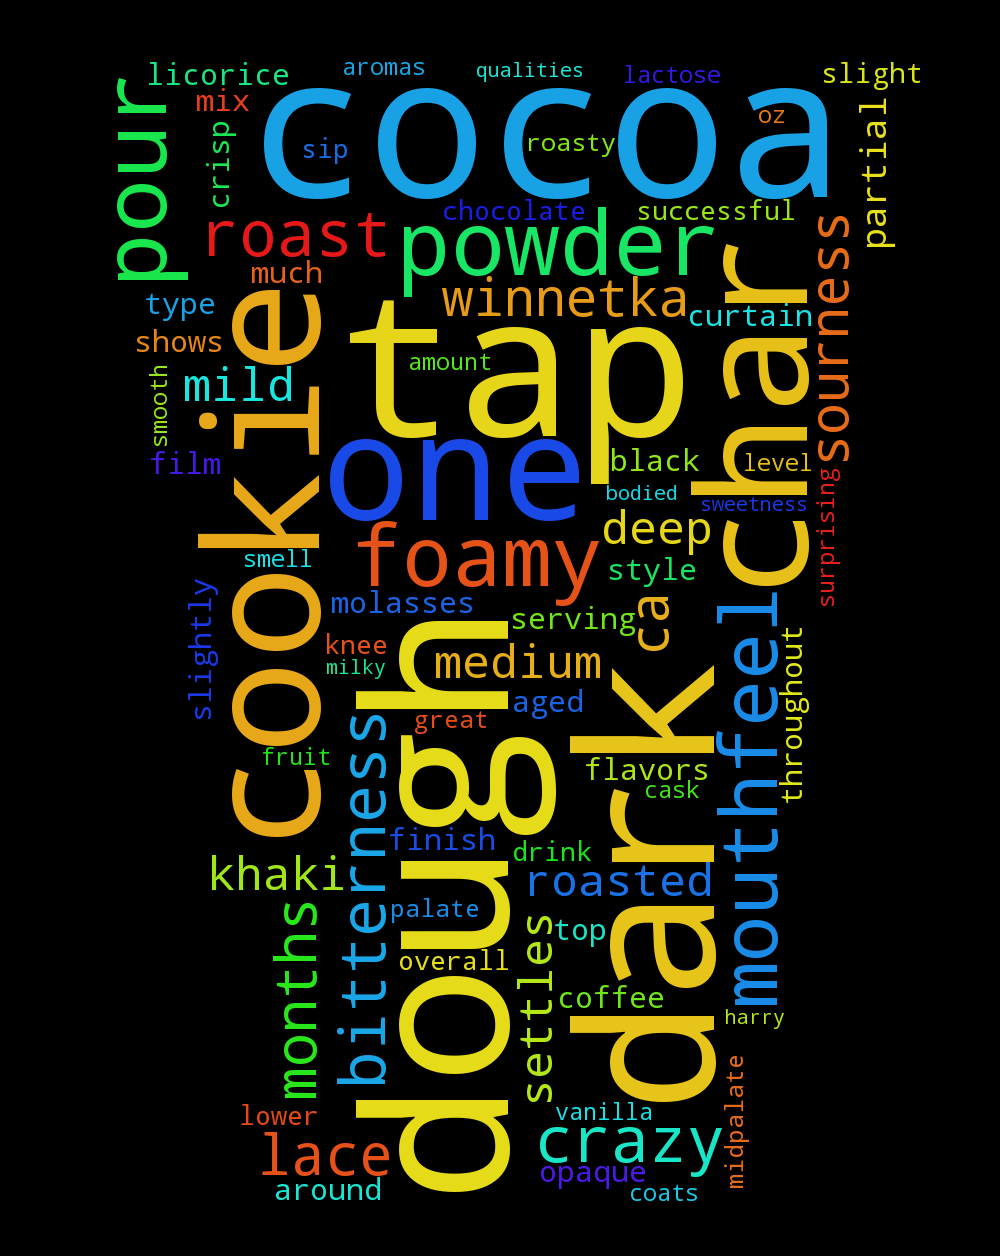 licorice
aromas
qualities
lactose
slight
pour
mix
cocoa
oz
partial
crisp
sip
roasty
chocolate
successful
roast
powder
sourness
much
cookie
winnetka
char
type
tap
curtain
shows
amount
mild
smooth
one
film
black
level
bodied
sweetness
surprising
deep
foamy
smell
style
slightly
molasses
serving
ca
mouthfeel
knee
milky
medium
dough
dark
throughout
aged
great
bitterness
fruit
flavors
cask
finish
drink
khaki
roasted
palate
months
settles
top
overall
coffee
harry
lower
vanilla
midpalate
lace
crazy
opaque
around
coats